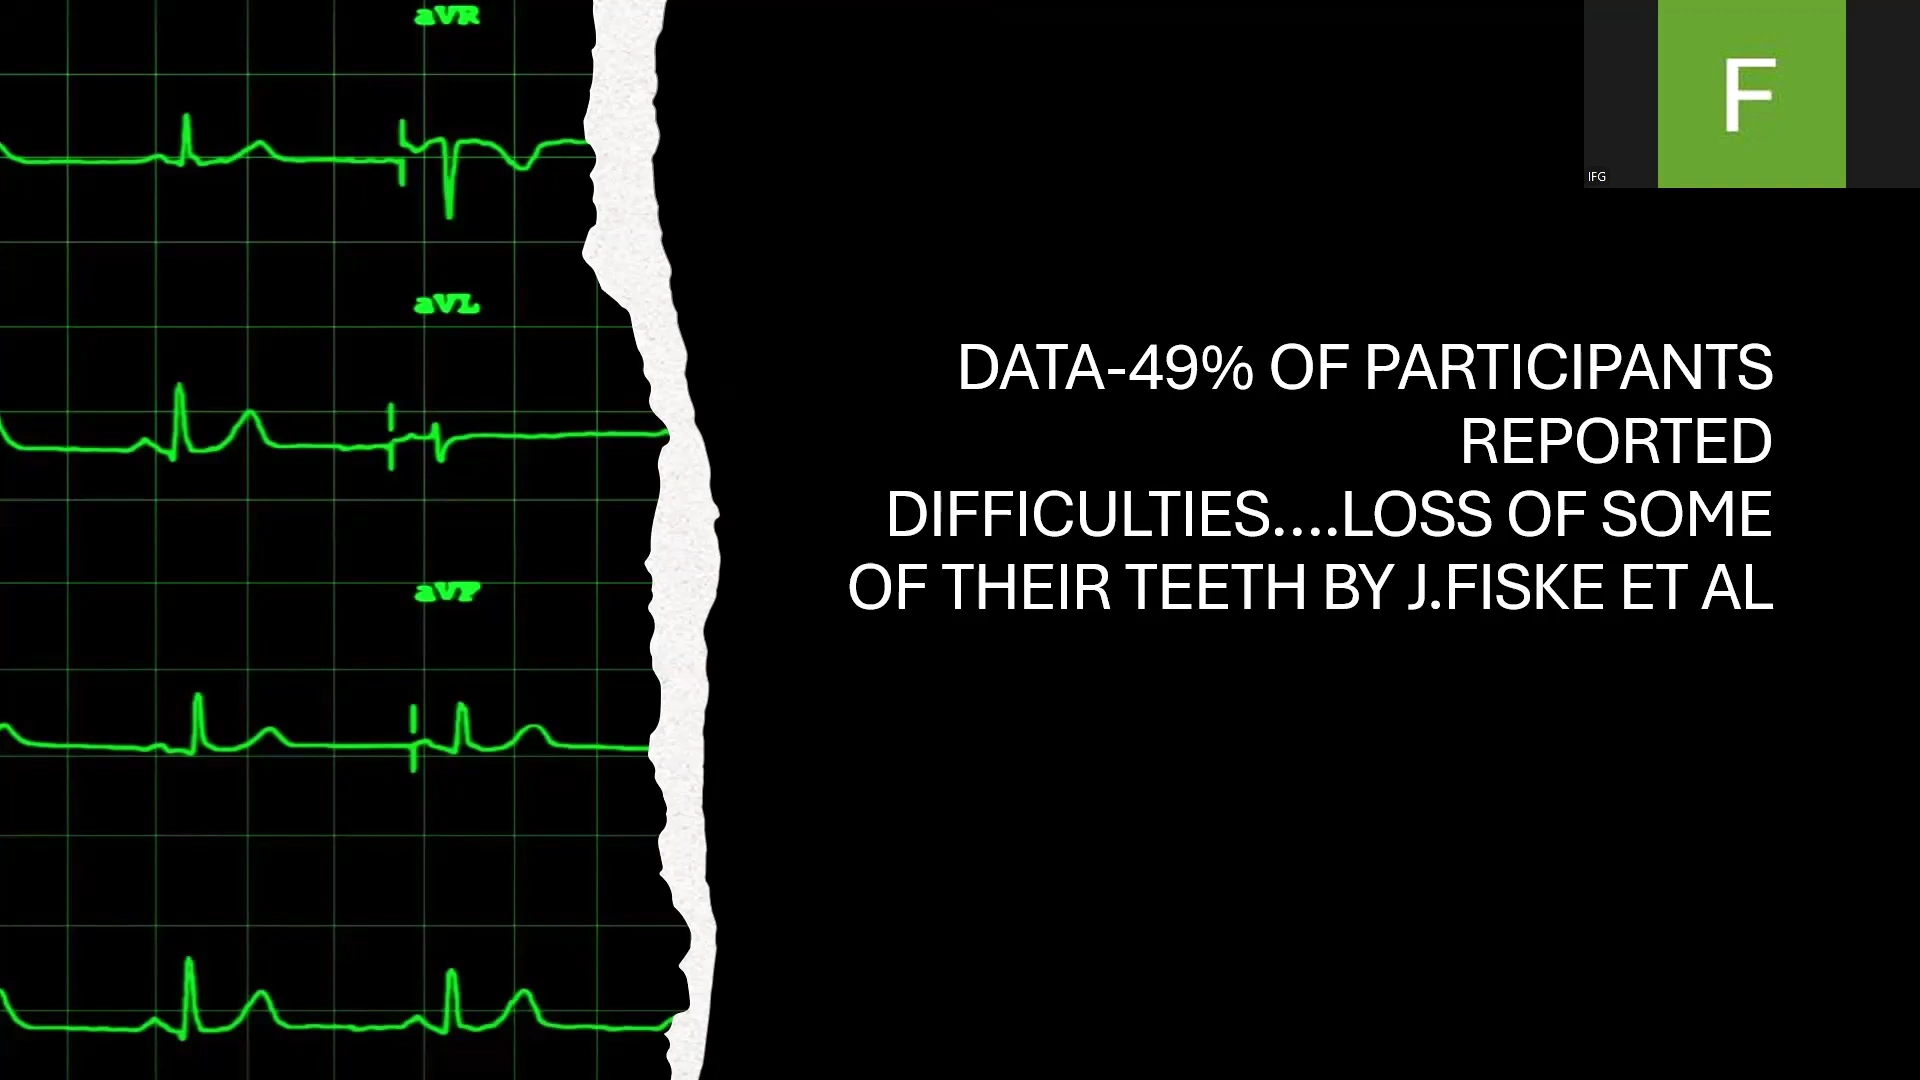 aVR
F
IFG
aVL
DATA-49% OF PARTICIPANTS
REPORTED
DIFFICULTIES....LOSS OF SOME
OF THEIR TEETH BY J.FISKE ET AL
aVF